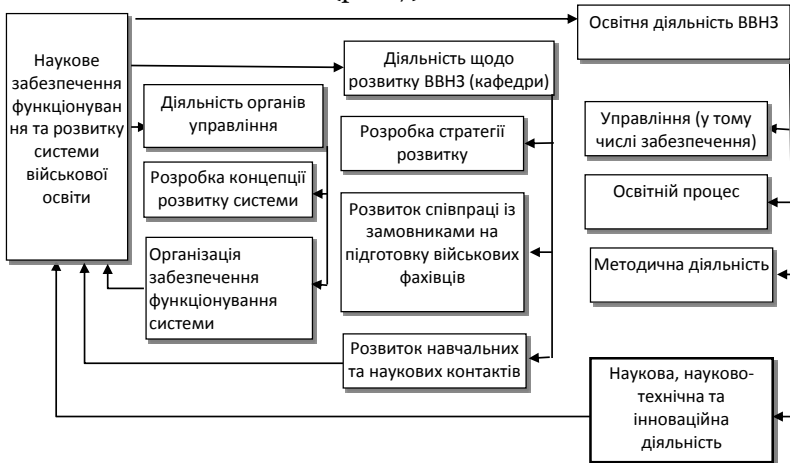 Наукове
забезпечення
функціонуван
ня та розвитку
системи
військової
освіти
Діяльність органів
управління
Розробка концепції
розвитку системи
Організація
забезпечення
функціонування
системи
Діяльність щодо
розвитку ВВНЗ (кафедри)
Розробка стратегії
розвитку
Розвиток співпраці із
замовниками на
підготовку військових
фахівців
Розвиток навчальних
та наукових контактів
Освітня діяльність ВВНЗ
Управління (у тому
числі забезпечення)
Освітній процес
Методична діяльність
Наукова, науково-
технічна та
інноваційна
діяльність